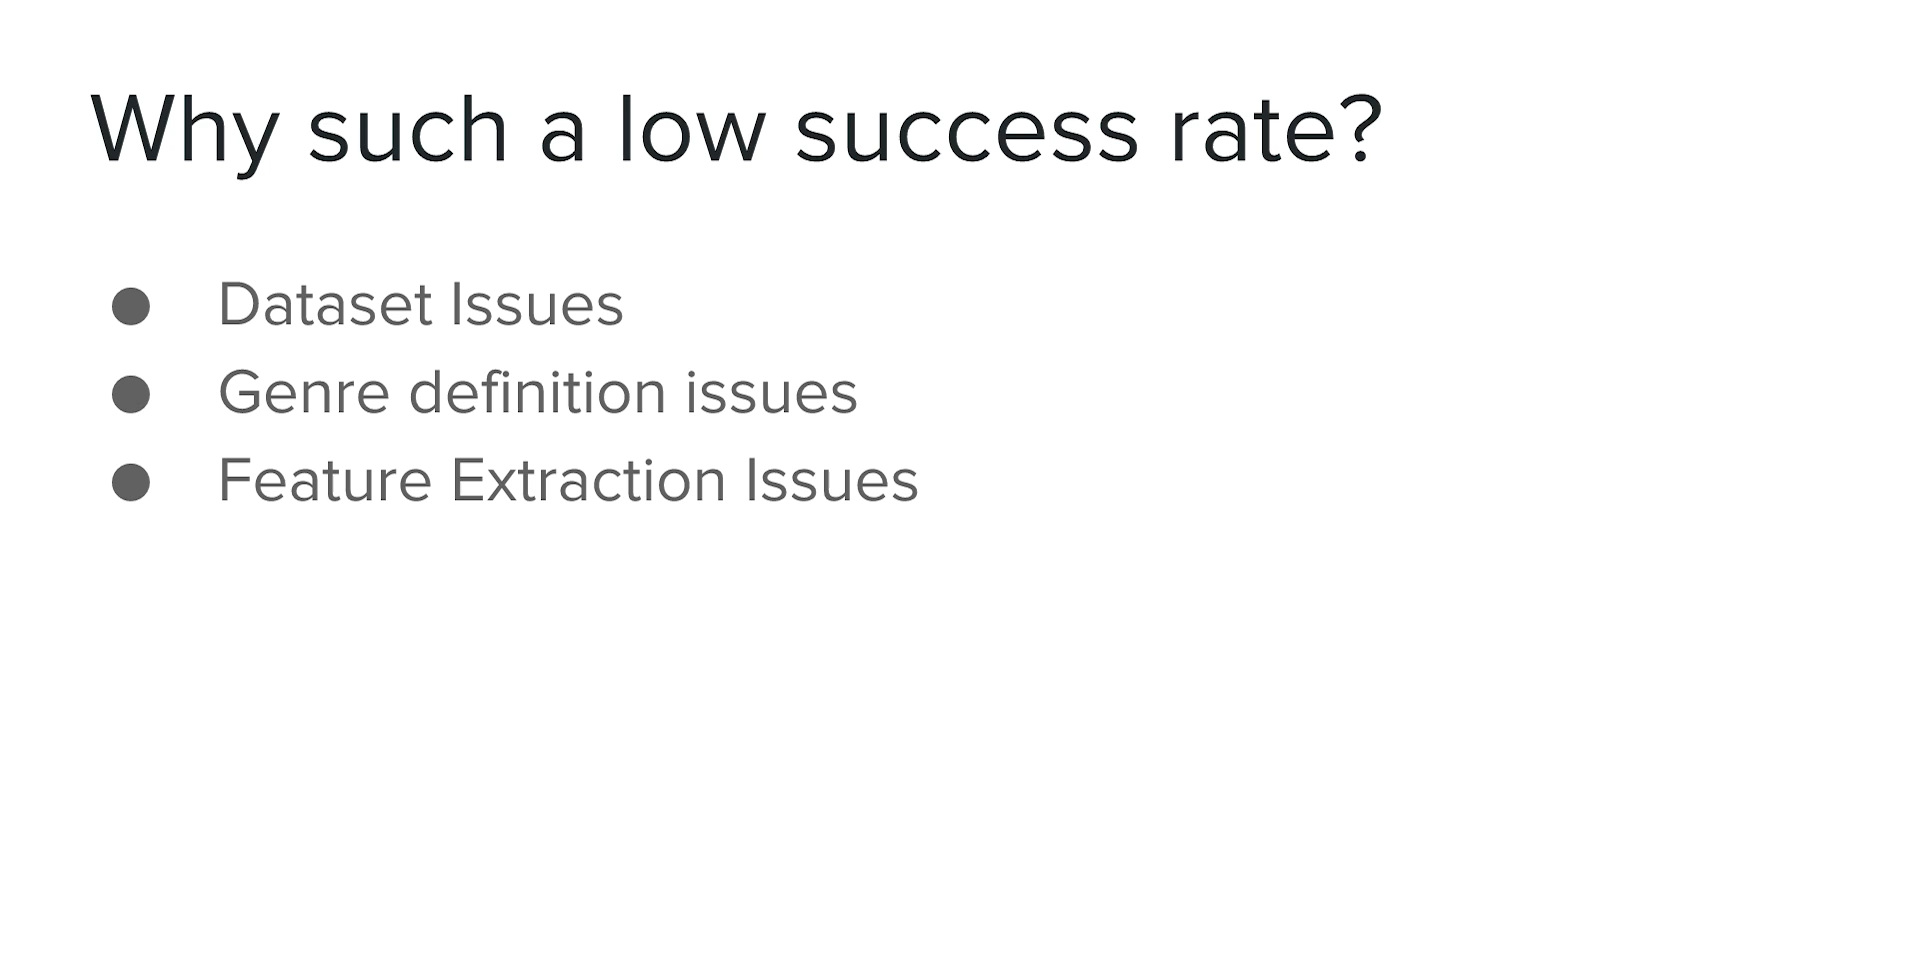 Why such a low success rate?
● Dataset Issues
● Genre definition issues
● Feature Extraction Issues